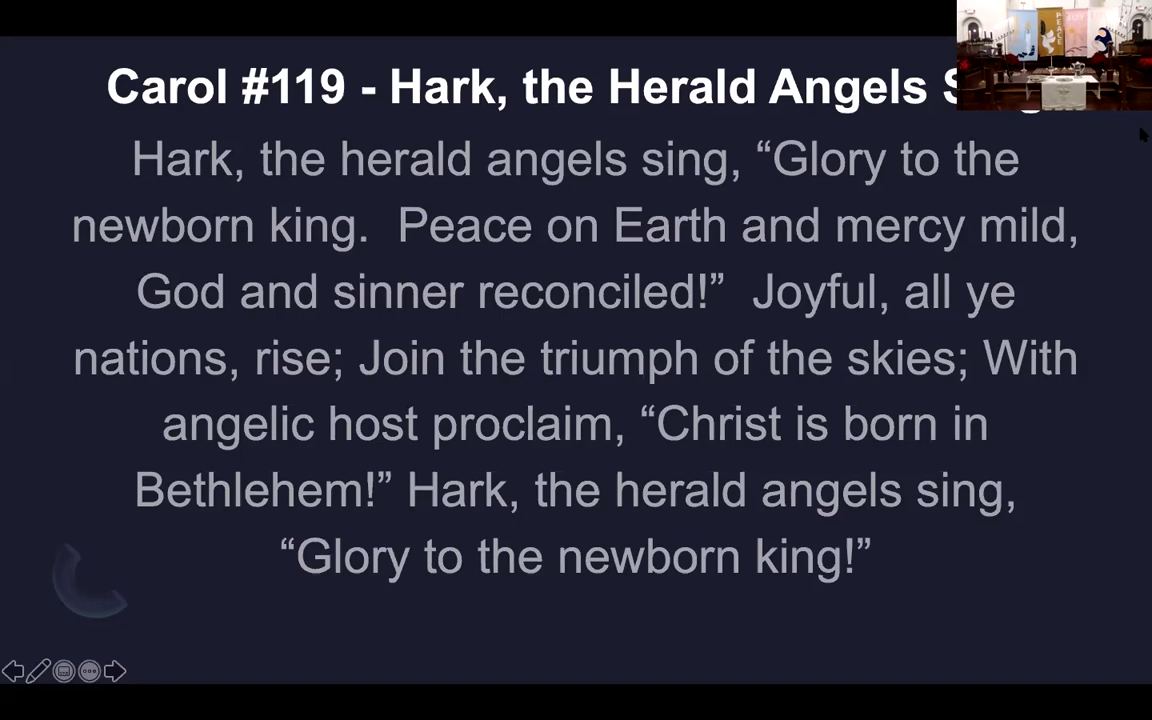 Carol #119 - Hark, the Herald Angels
Hark, the herald angels sing, “Glory to the
newborn king.  Peace on Earth and mercy mild,
God and sinner reconciled!”  Joyful, all ye
nations, rise; Join the triumph of the skies; With
angelic host proclaim, “Christ is born in
Bethlehem!” Hark, the herald angels sing,
“Glory to the newborn king!”
PEACE
JOY